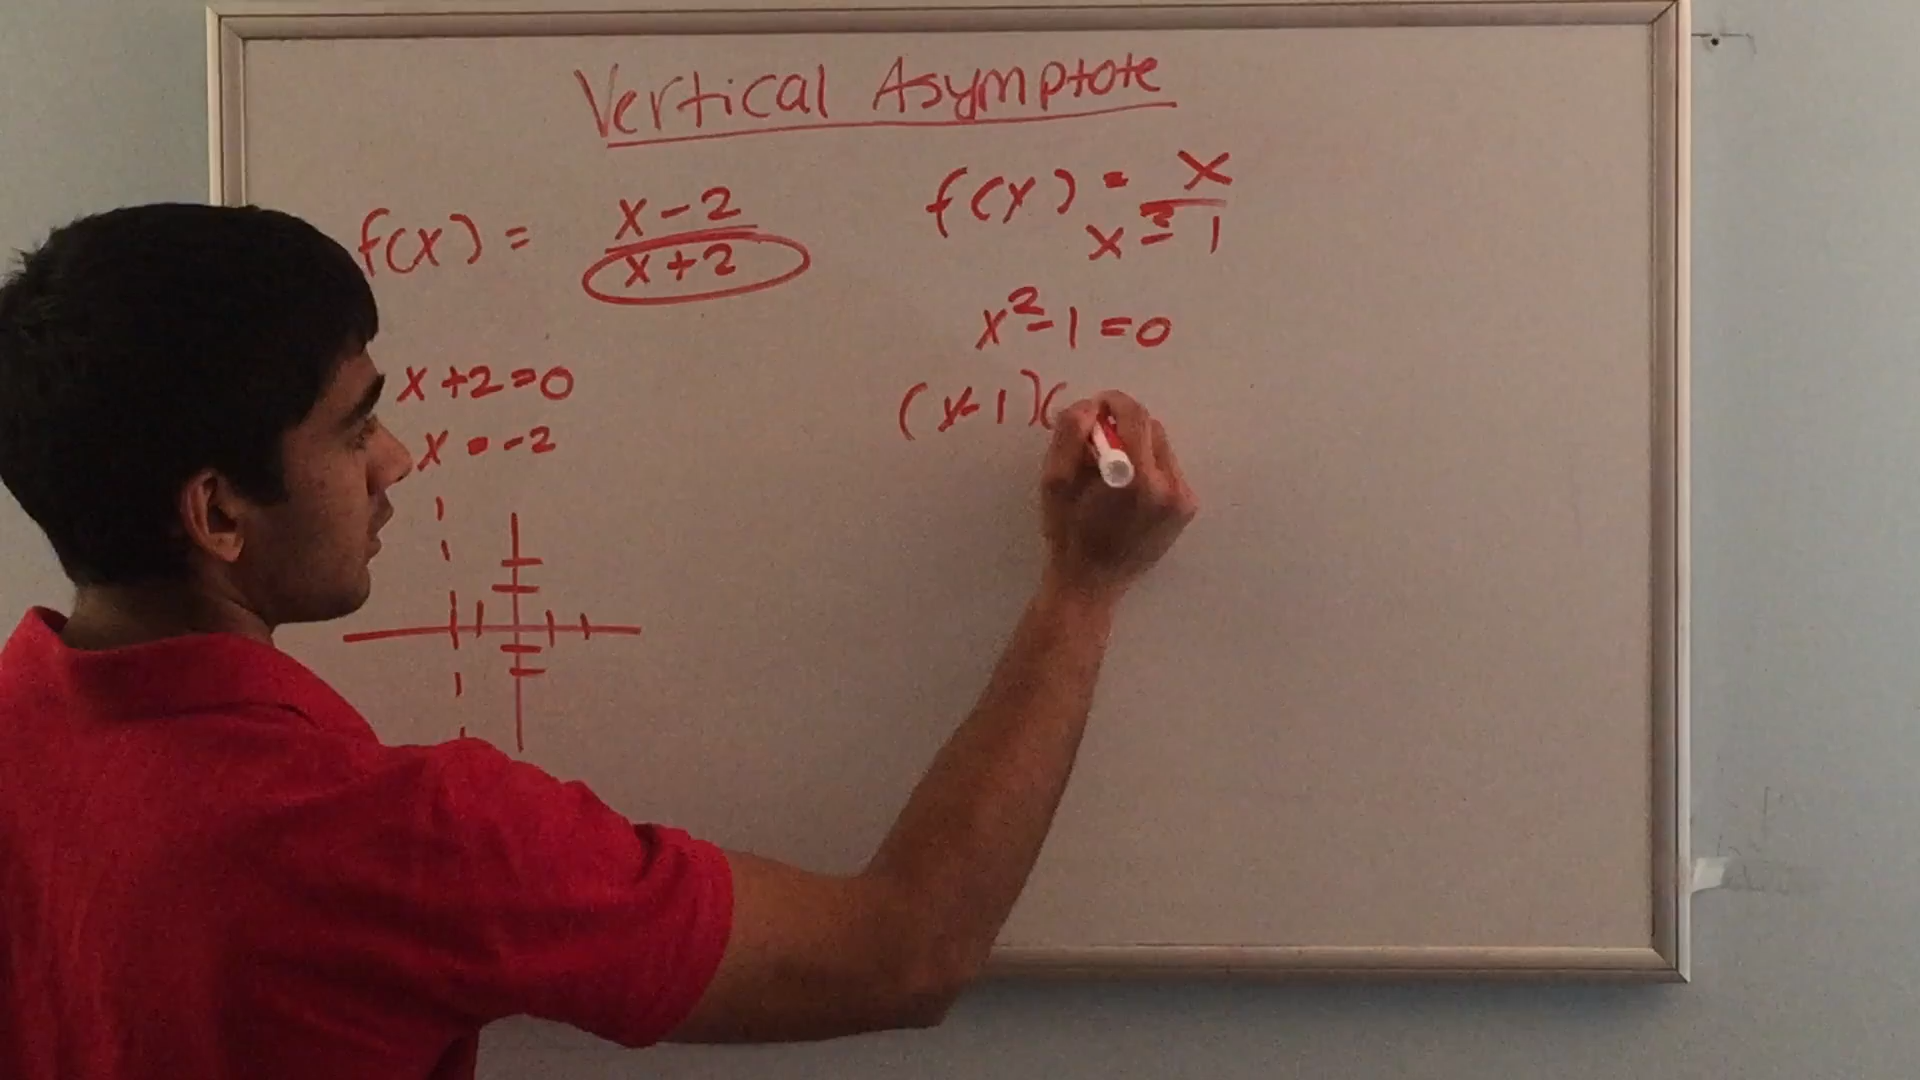 Vertical Asymptote
f(x) = x-2
x+2
x+2=0
x = -2
f(x) = x
x²-1
x²-1=0
(x-1)(